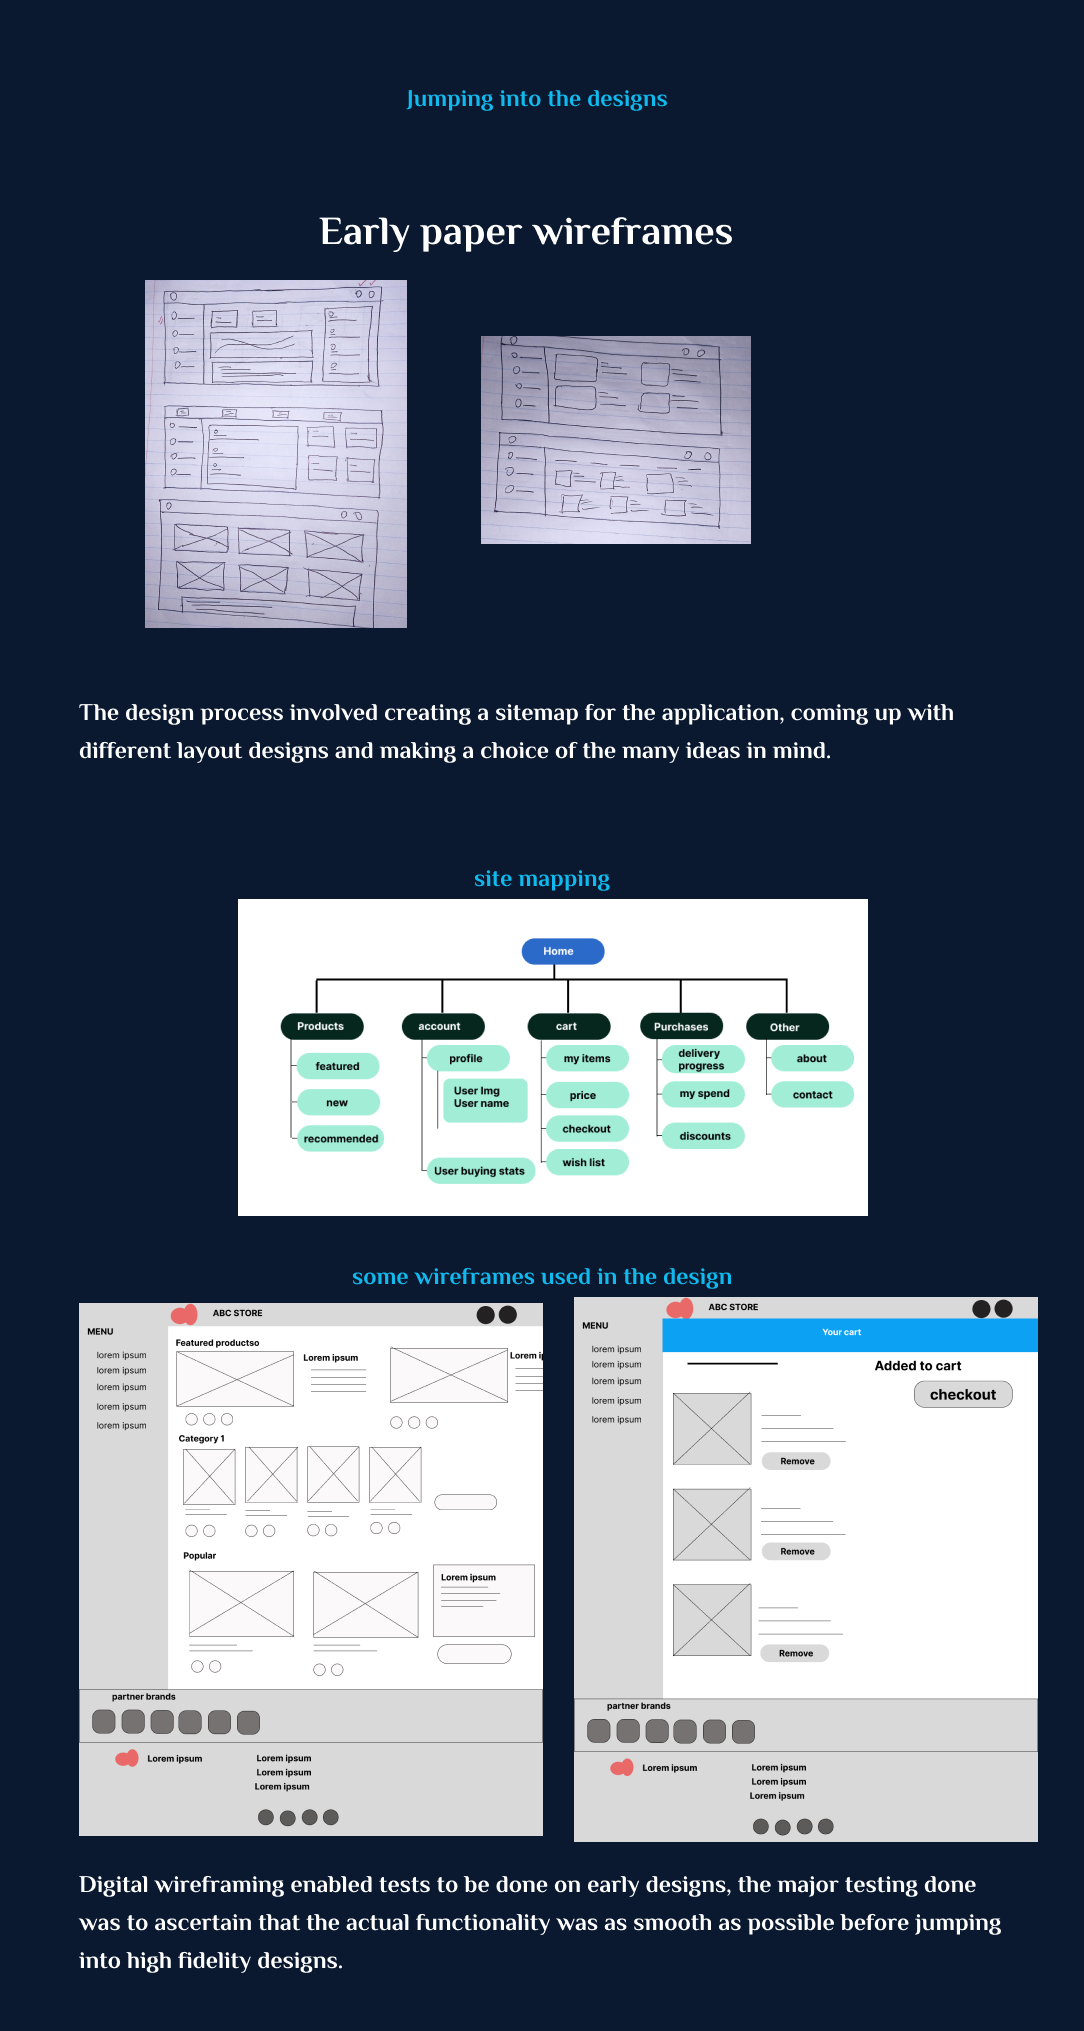 Jumping into the designs
Early paper wireframes
The design process involved creating a sitemap for the application, coming up with
different layout designs and making a choice of the many ideas in mind.
site mapping
Home
Products
account
cart
Purchases
Other
featured
new
recommended
profile
User Img
User name
User buying stats
my items
price
checkout
wish list
delivery
progress
my spend
discounts
about
contact
some wireframes used in the design
ABC STORE
MENU
lorem ipsum
lorem ipsum
lorem ipsum
lorem ipsum
lorem ipsum
Featured productso
Lorem ipsum
Lorem ip
Category 1
Popular
Lorem ipsum
partner brands
Lorem ipsum
Lorem ipsum
Lorem ipsum
Lorem ipsum
ABC STORE
MENU
Your cart
lorem ipsum
lorem ipsum
lorem ipsum
lorem ipsum
lorem ipsum
Added to cart
checkout
Remove
Remove
Remove
partner brands
Lorem ipsum
Lorem ipsum
Lorem ipsum
Lorem ipsum
Digital wireframing enabled tests to be done on early designs, the major testing done
was to ascertain that the actual functionality was as smooth as possible before jumping
into high fidelity designs.